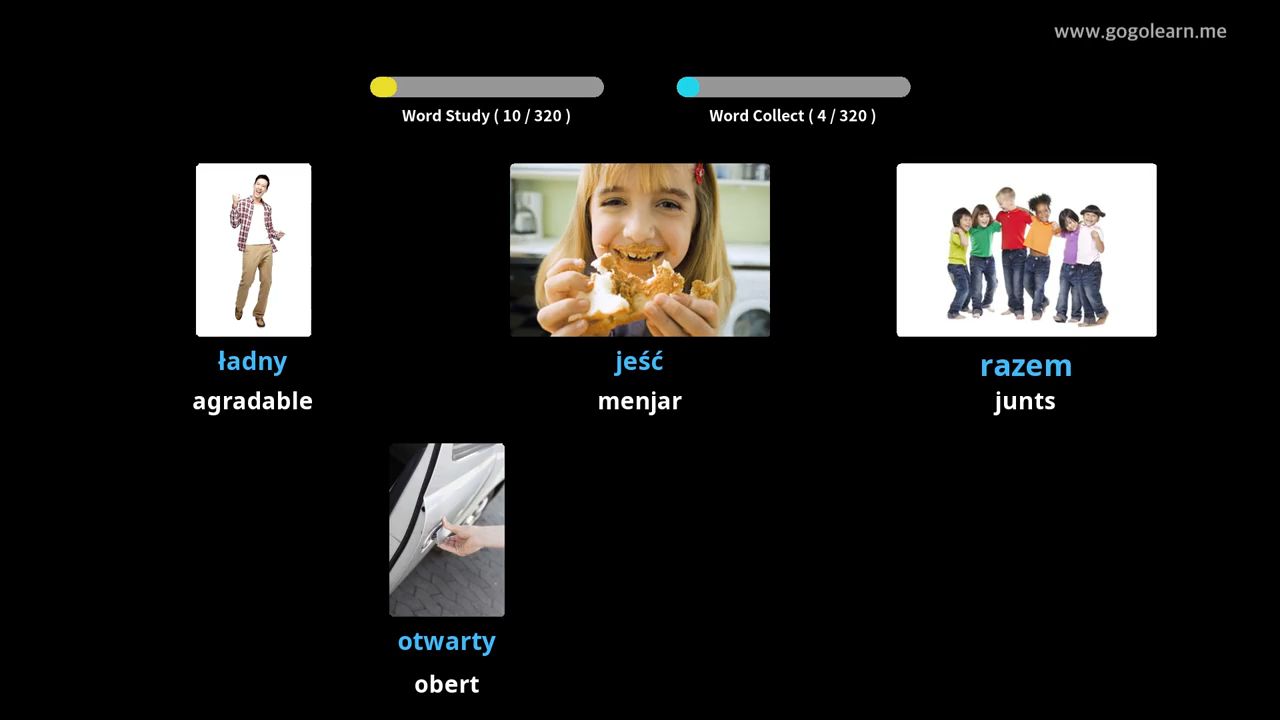 www.gogolearn.me
Word Study ( 10 / 320 )
Word Collect ( 4 / 320 )
ładny
jeść
razem
agradable
menjar
junts
otwarty
obert